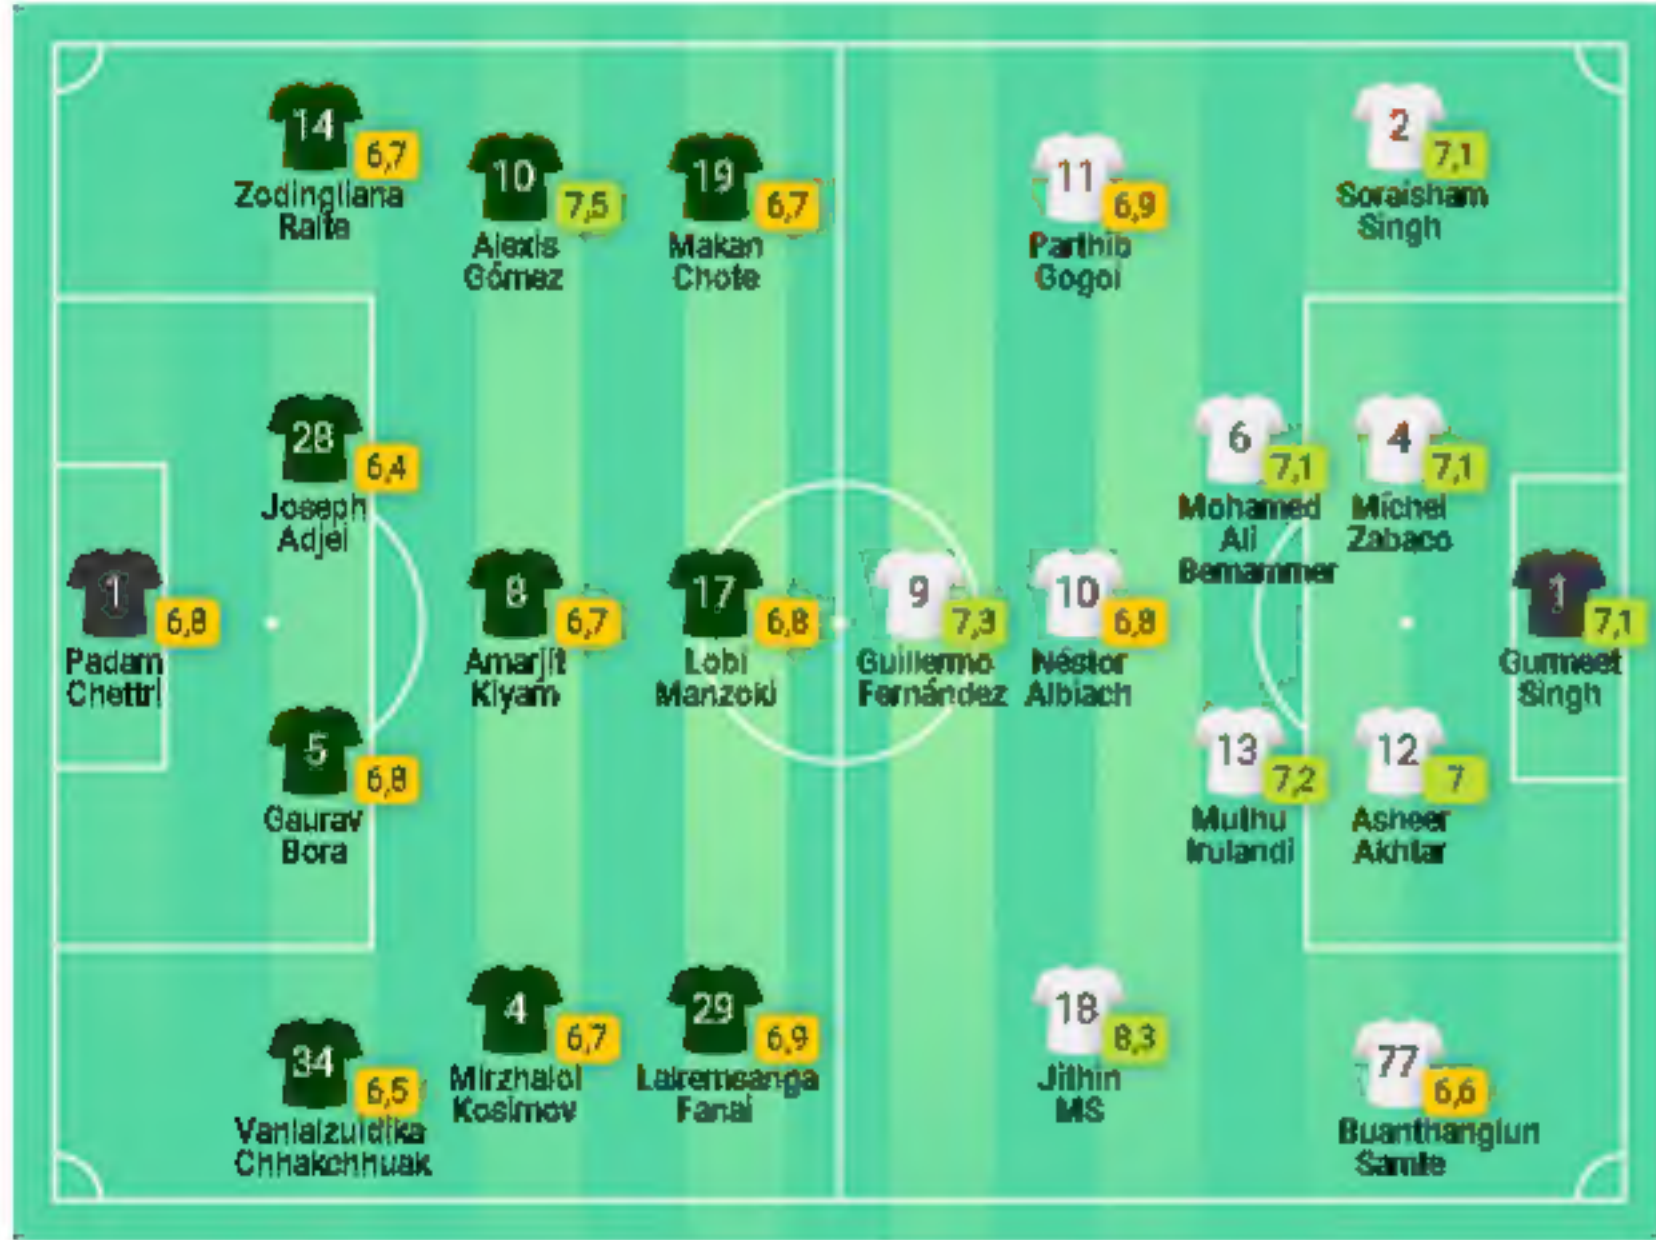 14
6,7
Zodingliana
Ralte
10
7,5
Alexis
Gómez
19
6,7
Makan
Chote
11
6,9
Parthib
Gogoi
2
7,1
Soraisham
Singh
28
6,4
Joseph
Adjei
6
7,1
Mohamed
Ali
Bemammer
4
7,1
Michel
Zabaco
1
6,8
Padam
Chettri
8
6,7
Amarjit
Kiyam
17
6,8
Lobi
Manzoki
9
7,3
Guillermo
Fernández
10
6,8
Néstor
Albiach
1
7,1
Gurmeet
Singh
5
6,8
Gaurav
Bora
13
7,2
Muthu
Irulandi
12
7
Asheer
Akhtar
34
6,5
Vanlalzuidika
Chhakchhuak
4
6,7
Mirzhalol
Kosimov
29
6,9
Lalremsanga
Fanai
18
8,3
Jithin
MS
77
6,6
Buanthanglun
Samte